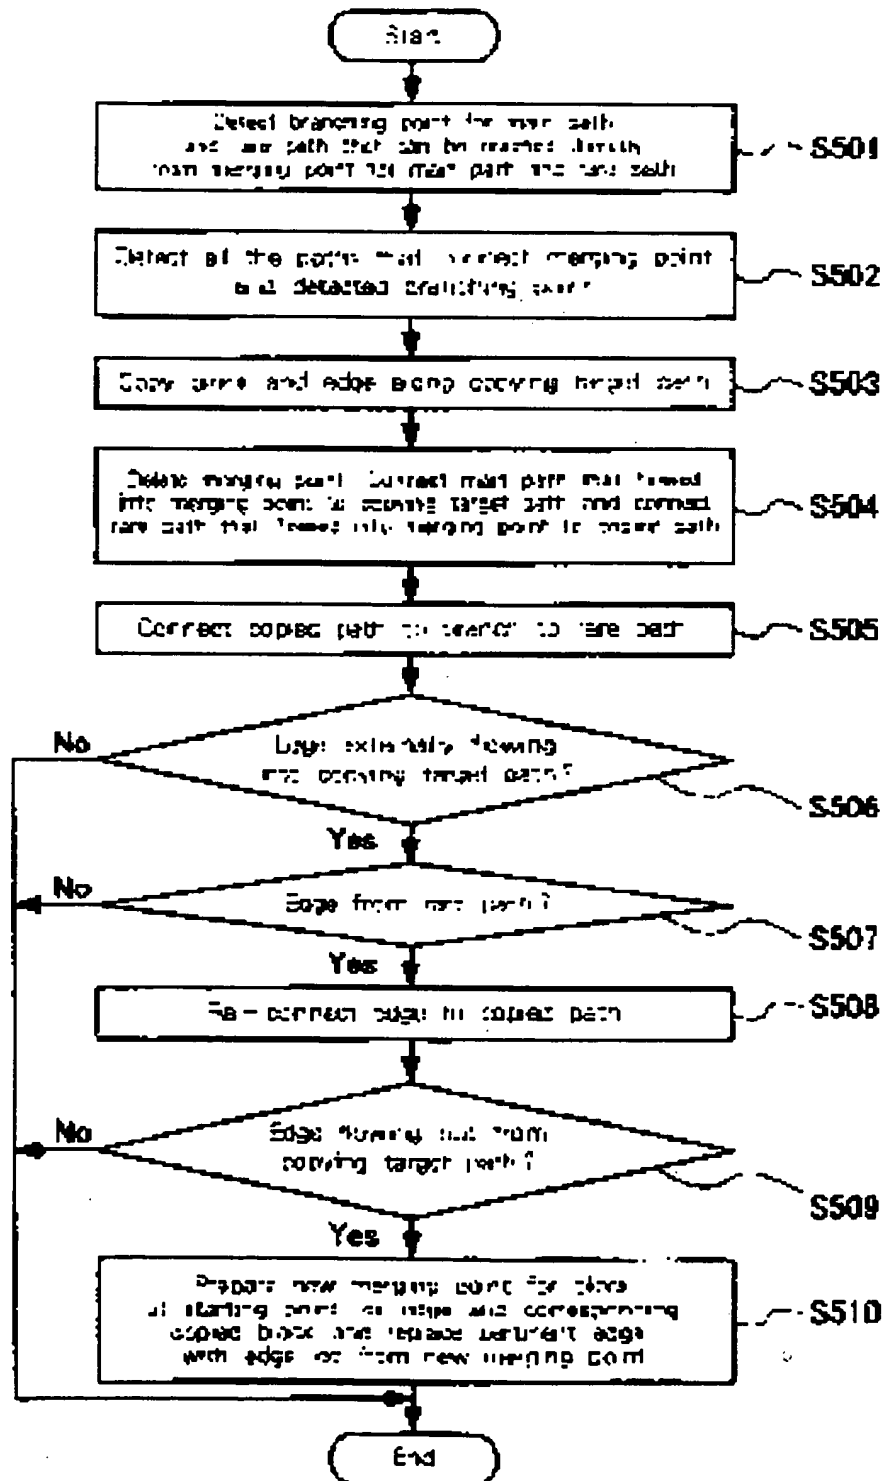 Start
Detect branching point for main path
and rare path that can be reached directly
from merging point for main path and rare path
S501
Detect all the paths that connect merging point
and detected branching point
S502
Copy and edge along copying target path
S503
Delete merging point. Connect main path that flowed
into merging point to copying target path and connect
rare path that flowed into merging point to copied path
S504
Connect copied path to branch to rare path
S505
No
Edge externally flowing
into copying target path?
S506
Yes
No
Edge from rare path?
S507
Yes
Re-connect edge to copied path
S508
No
Edge flowing out from
copying target path?
S509
Yes
Prepare new merging point for block
at starting point of edge and corresponding
copied block and replace pertinent edge
with edge from new merging point
S510
End